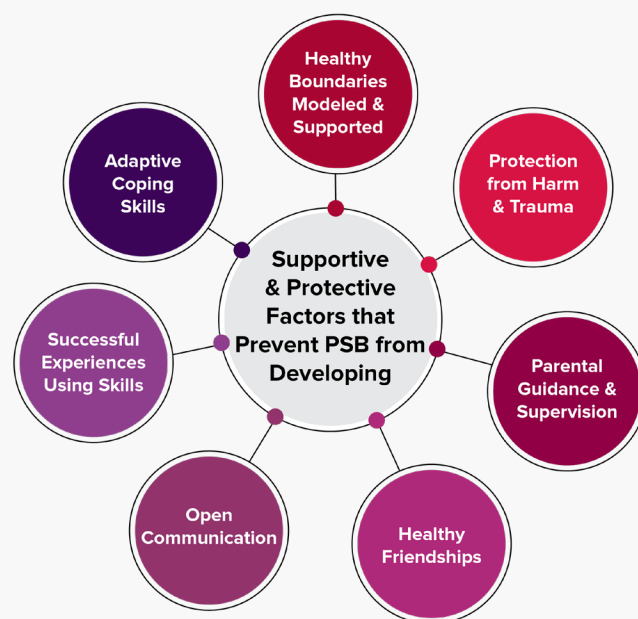 Healthy
Boundaries
Modeled &
Supported
Protection
from Harm
& Trauma
Parental
Guidance &
Supervision
Healthy
Friendships
Open
Communication
Successful
Experiences
Using Skills
Adaptive
Coping
Skills
Supportive
& Protective
Factors that
Prevent PSB from
Developing